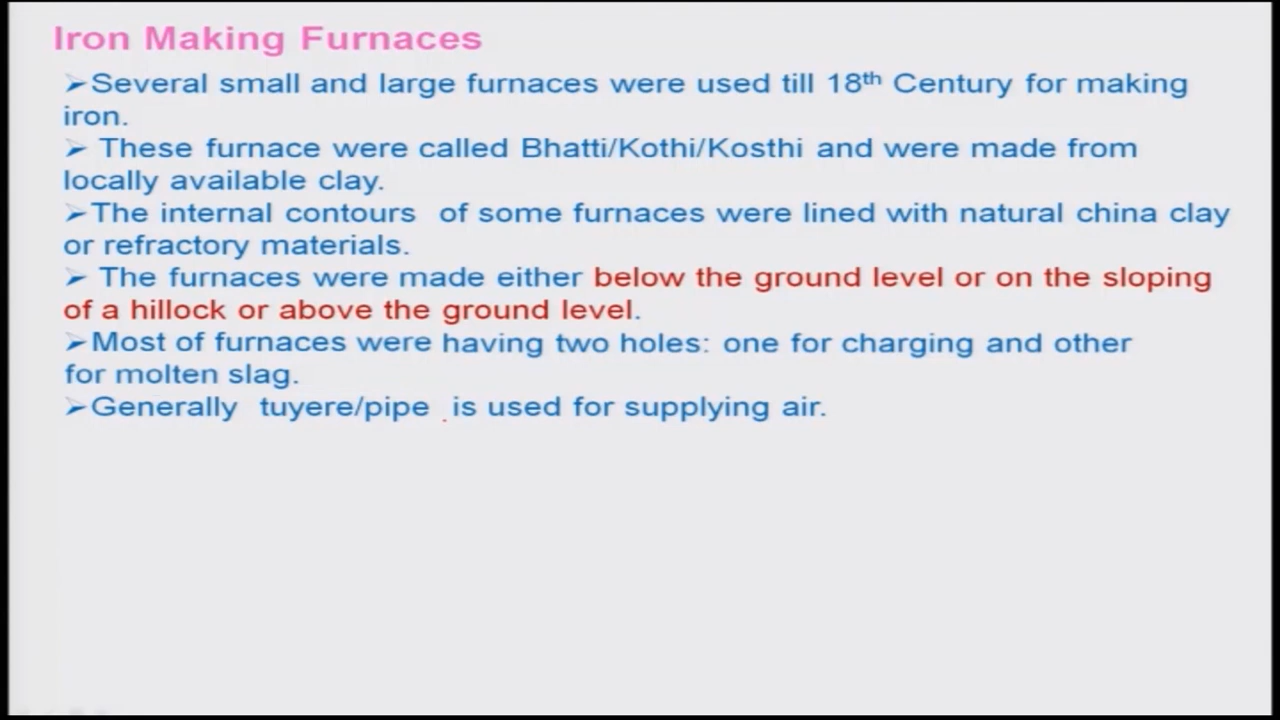 Iron Making Furnaces
➢Several small and large furnaces were used till 18th Century for making
iron.
➢ These furnace were called Bhatti/Kothi/Kosthi and were made from
locally available clay.
➢The internal contours of some furnaces were lined with natural china clay
or refractory materials.
➢ The furnaces were made either below the ground level or on the sloping
of a hillock or above the ground level.
➢Most of furnaces were having two holes: one for charging and other
for molten slag.
➢Generally tuyere/pipe is used for supplying air.